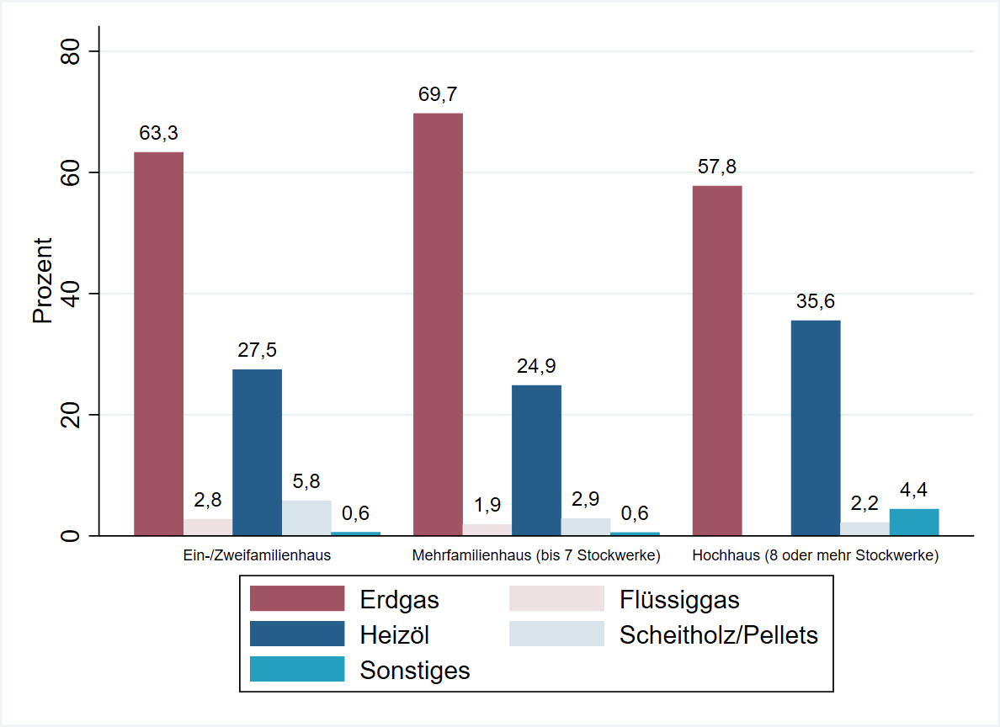 80
60
40
20
0
Prozent
63,3
2,8
27,5
5,8
0,6
69,7
1,9
24,9
2,9
0,6
57,8
35,6
2,2
4,4
Ein-/Zweifamilienhaus
Mehrfamilienhaus (bis 7 Stockwerke)
Hochhaus (8 oder mehr Stockwerke)
Erdgas
Flüssiggas
Heizöl
Scheitholz/Pellets
Sonstiges